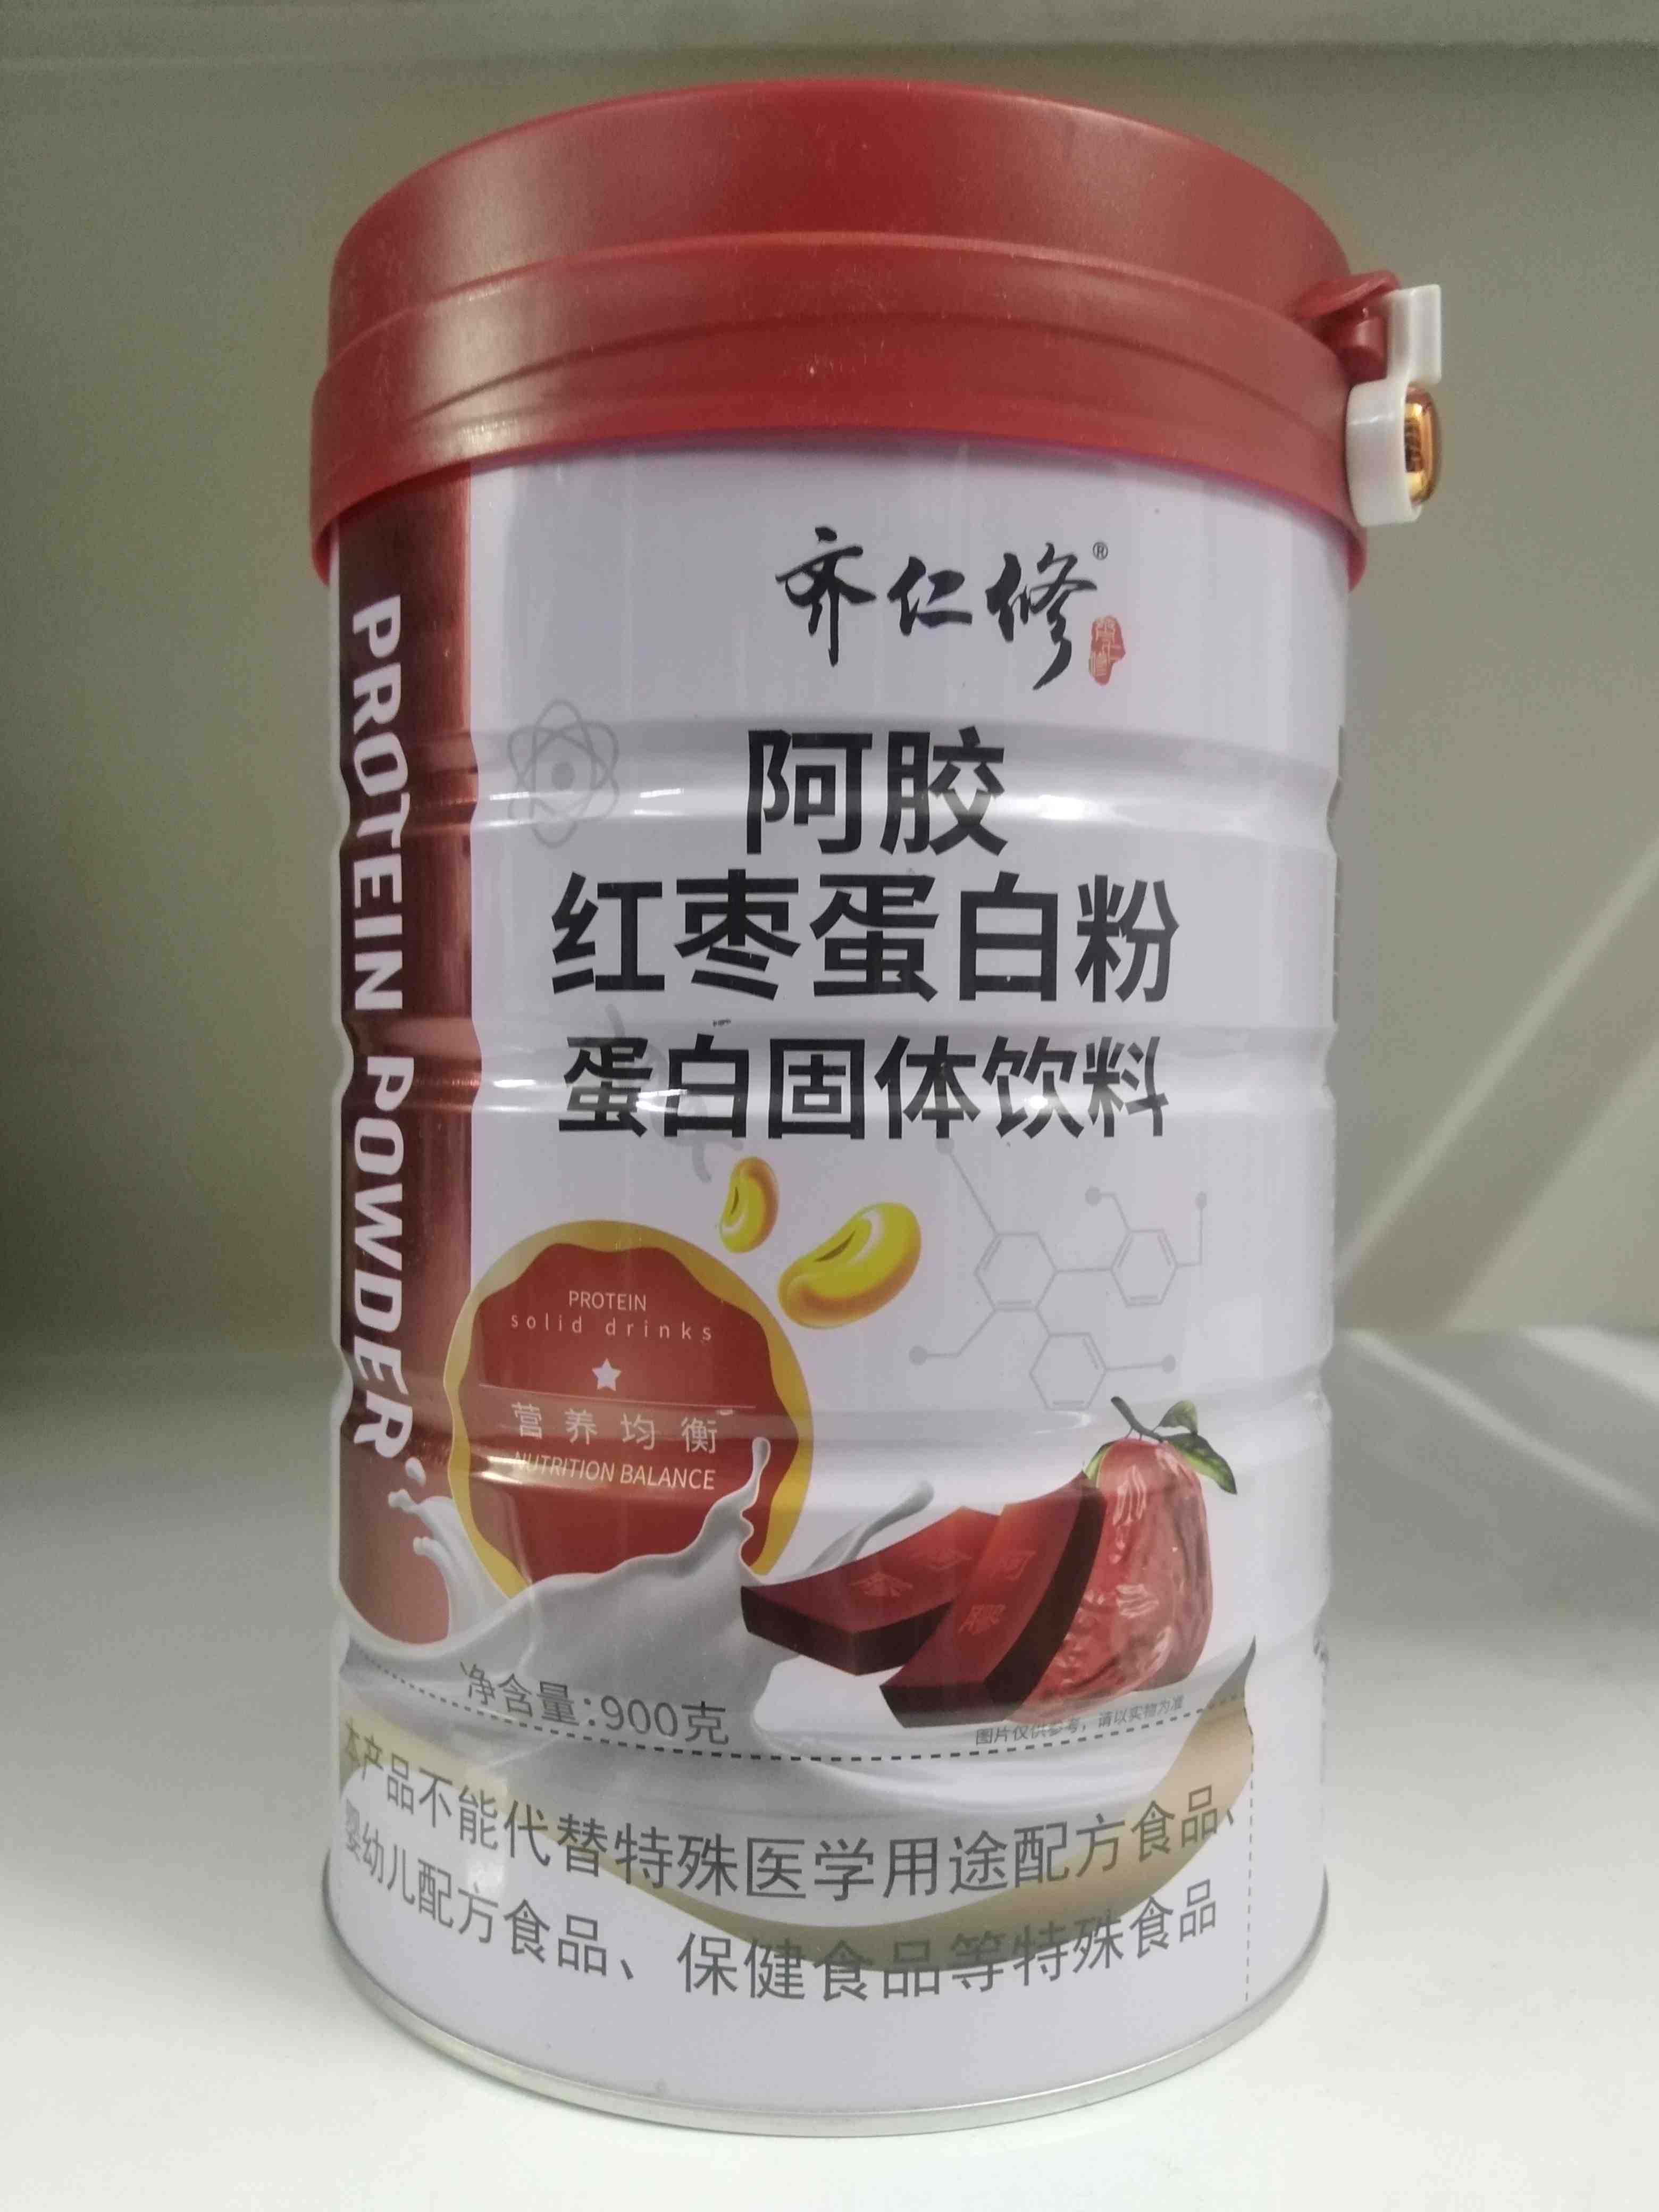 齐仁修®
阿胶
红枣蛋白粉
蛋白固体饮料
PROTEIN POWDER
PROTEIN
solid drinks
营养均衡
NUTRITION BALANCE
阿胶
净含量:900克
图片仅供参考，请以实物为准
本产品不能代替特殊医学用途配方食品、
婴幼儿配方食品、保健食品等特殊食品